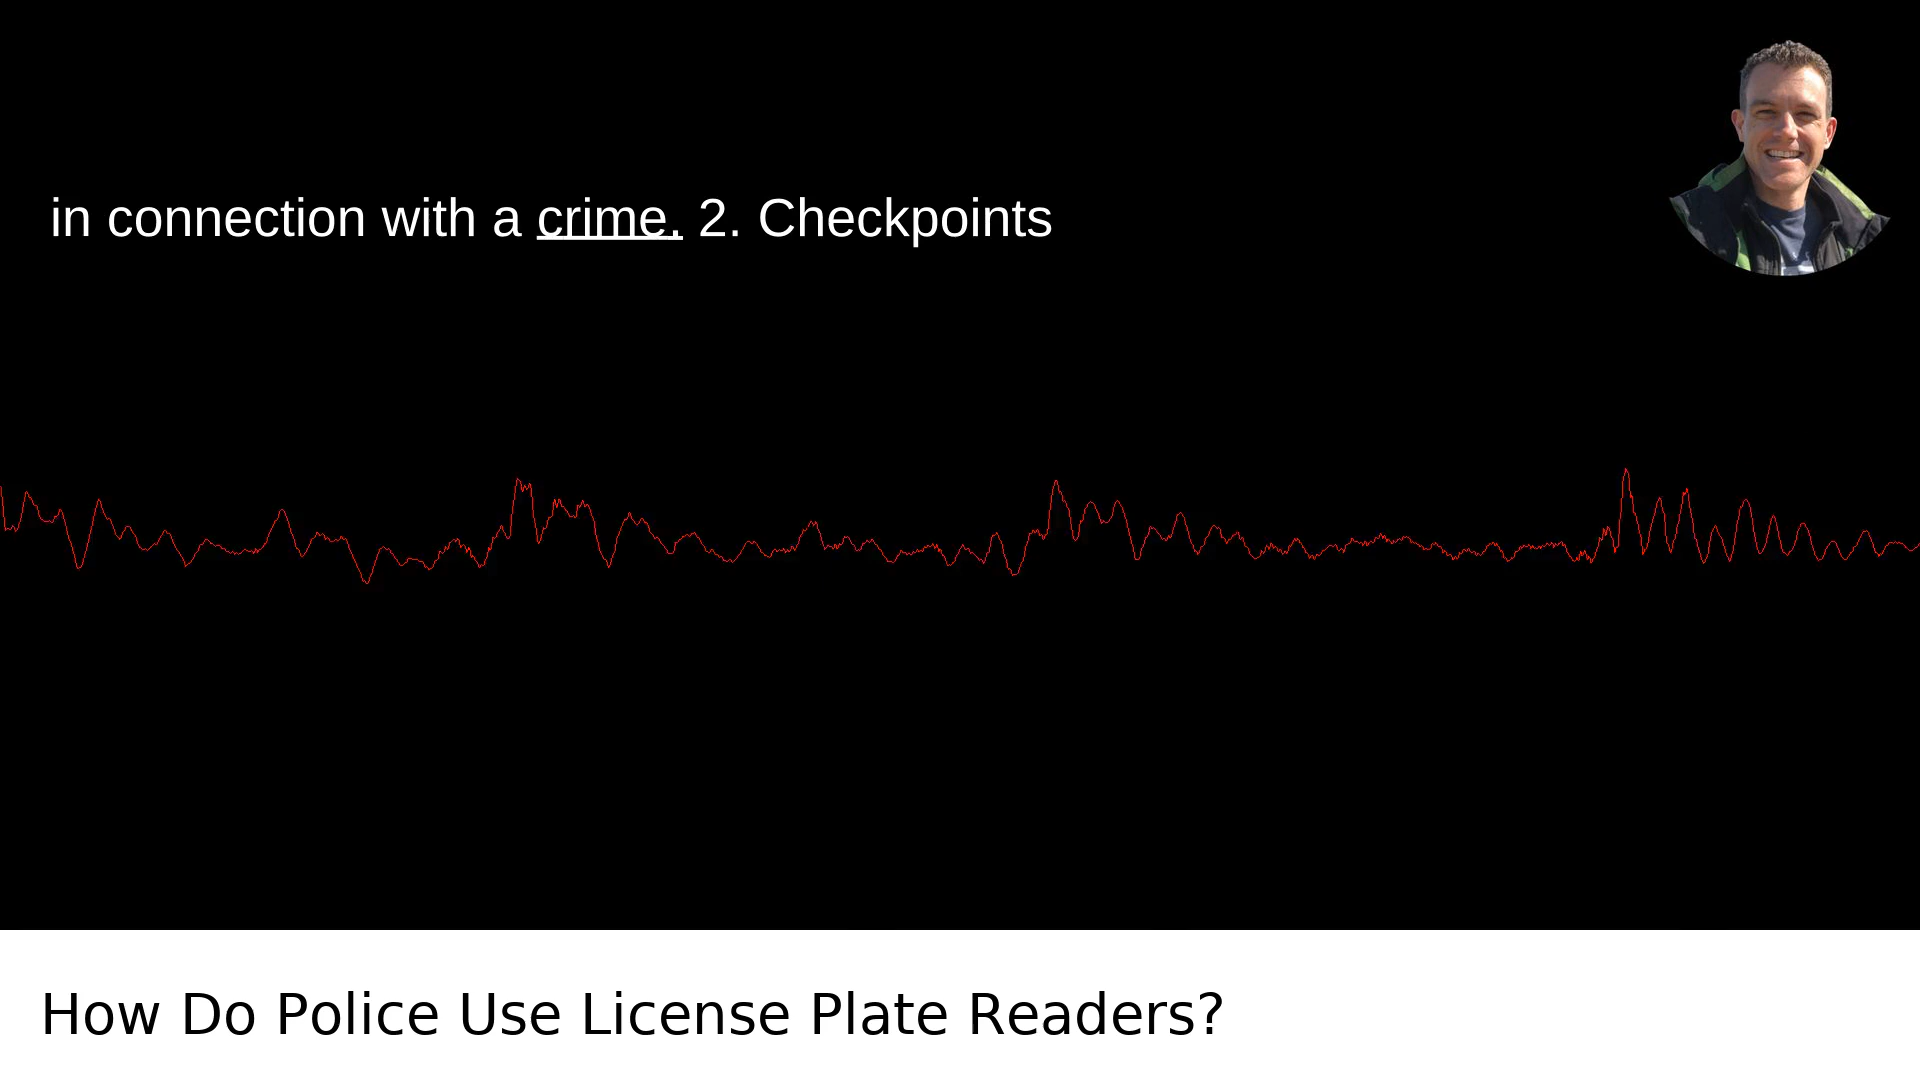 in connection with a crime. 2. Checkpoints
How Do Police Use License Plate Readers?